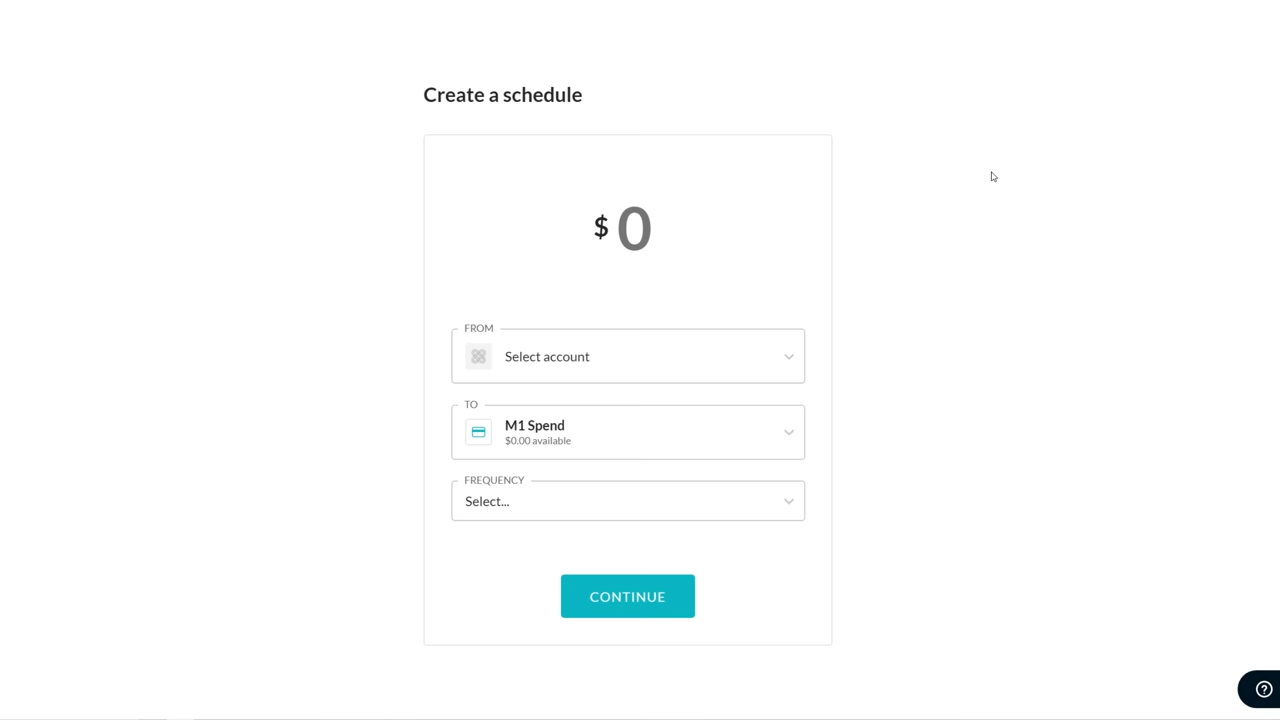 Create a schedule
$ 0
FROM
Select account
TO
M1 Spend
$0.00 available
FREQUENCY
Select...
CONTINUE